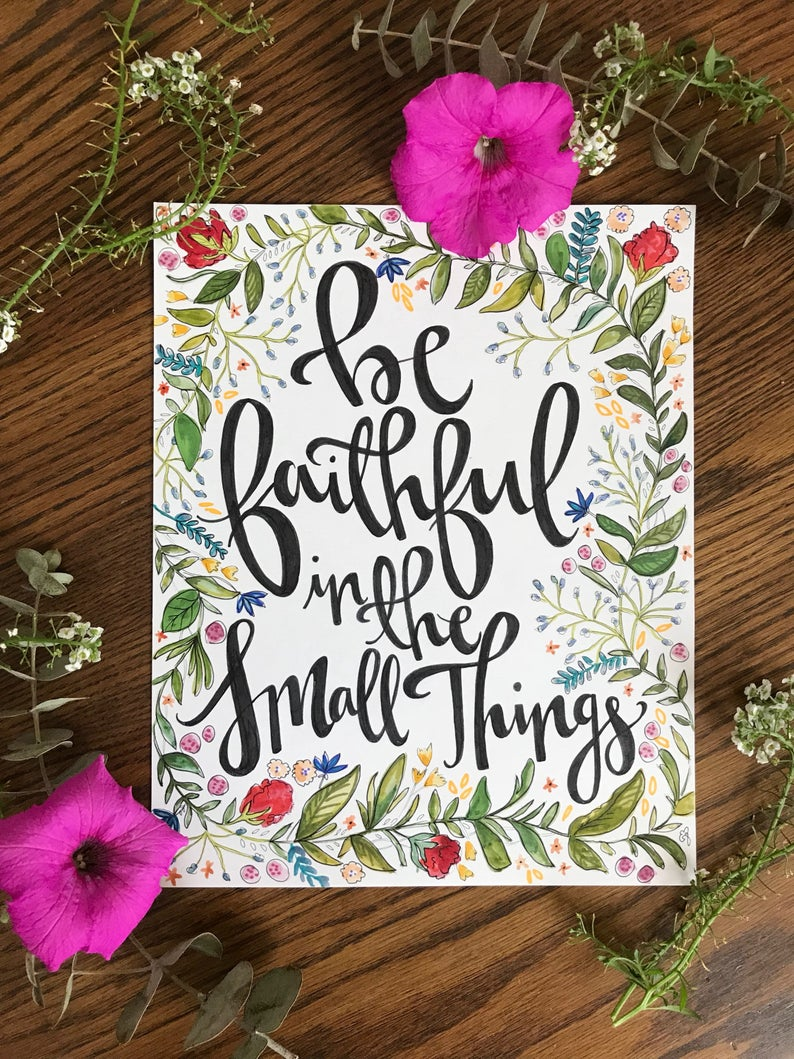 be
faithful
in the
Small Things